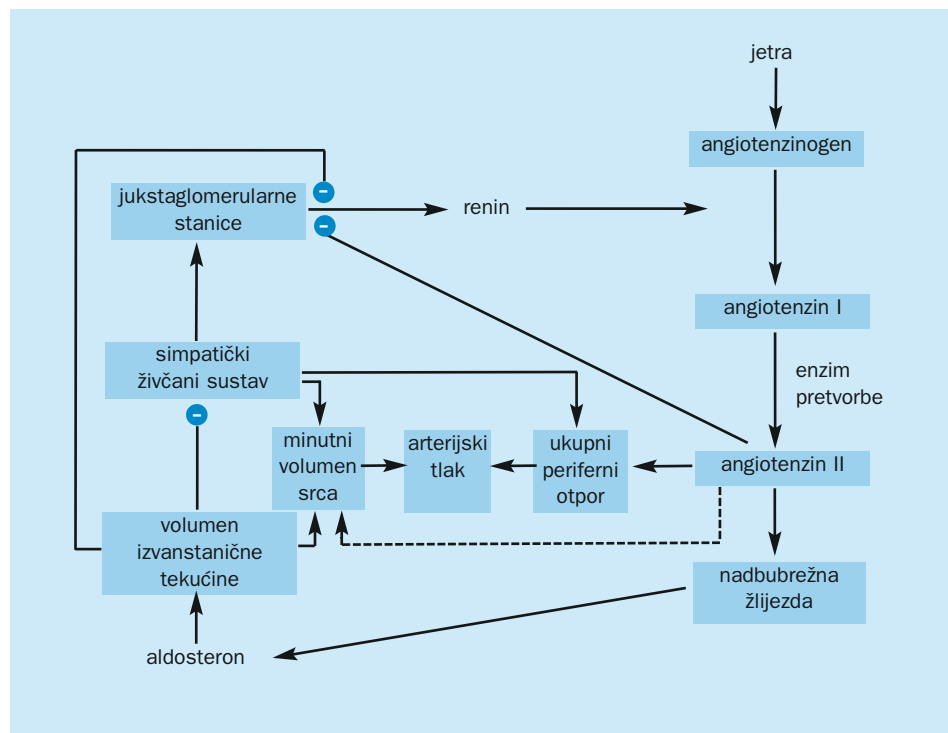 jetra
angiotenzinogen
jukstaglomerularne
stanice
-
-
renin
angiotenzin I
enzim
pretvorbe
simpatički
živčani sustav
-
minutni
volumen
srca
arterijski
tlak
ukupni
periferni
otpor
angiotenzin II
volumen
izvanstanične
tekućine
nadbubrežna
žlijezda
aldosteron